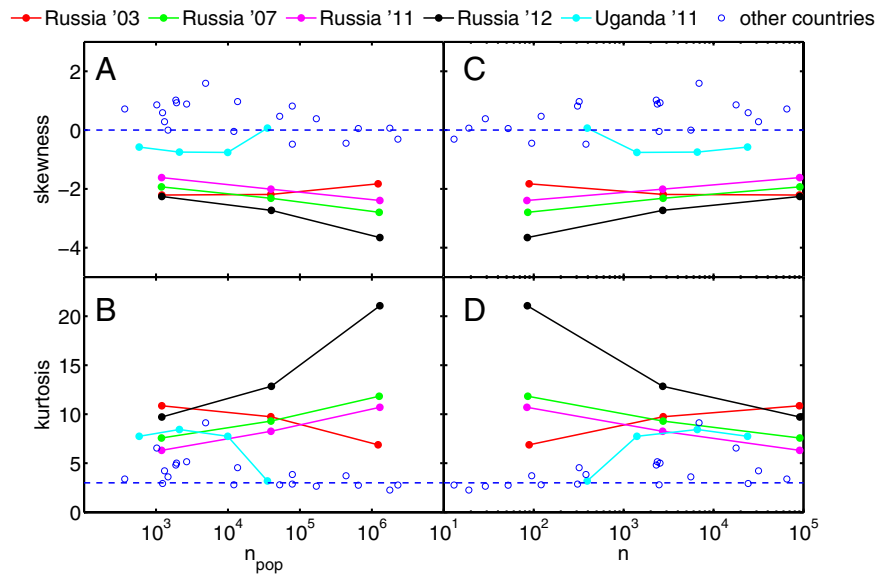 Russia '03 Russia '07 Russia '11 Russia '12 Uganda '11 other countries
A
C
2
0
−2
−4
skewness
B
D
20
15
10
5
0
kurtosis
10^3 10^4 10^5 10^6 10^1 10^2 10^3 10^4 10^5
n_pop
n